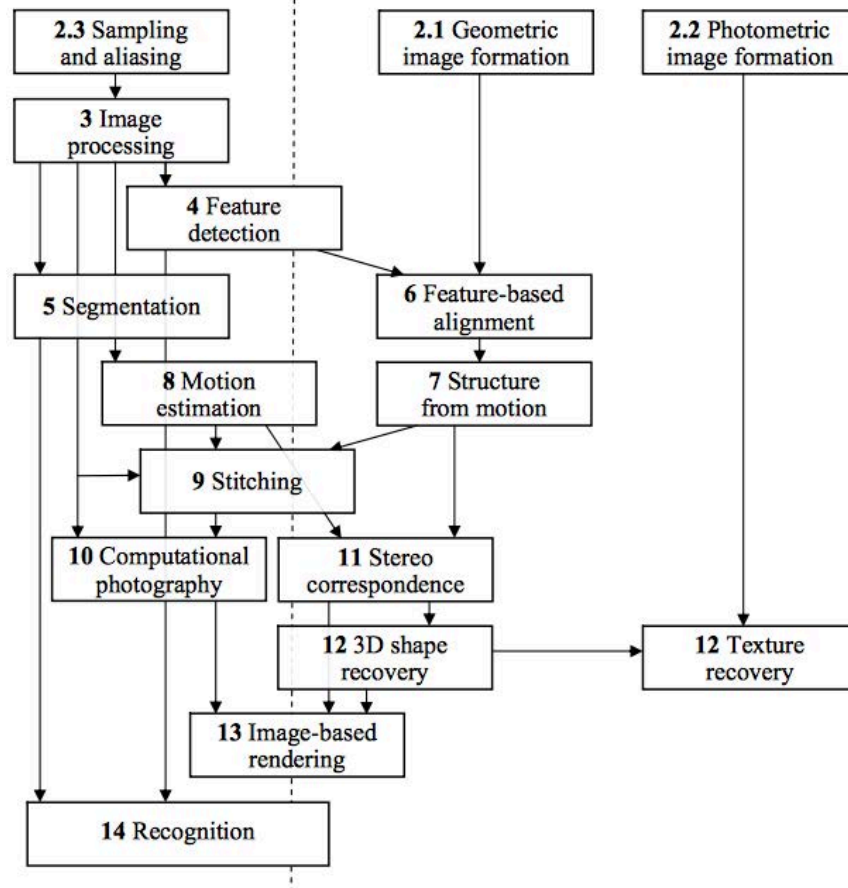 2.3 Sampling
and aliasing
2.1 Geometric
image formation
2.2 Photometric
image formation
3 Image
processing
4 Feature
detection
5 Segmentation
6 Feature-based
alignment
8 Motion
estimation
7 Structure
from motion
9 Stitching
10 Computational
photography
11 Stereo
correspondence
12 3D shape
recovery
12 Texture
recovery
13 Image-based
rendering
14 Recognition